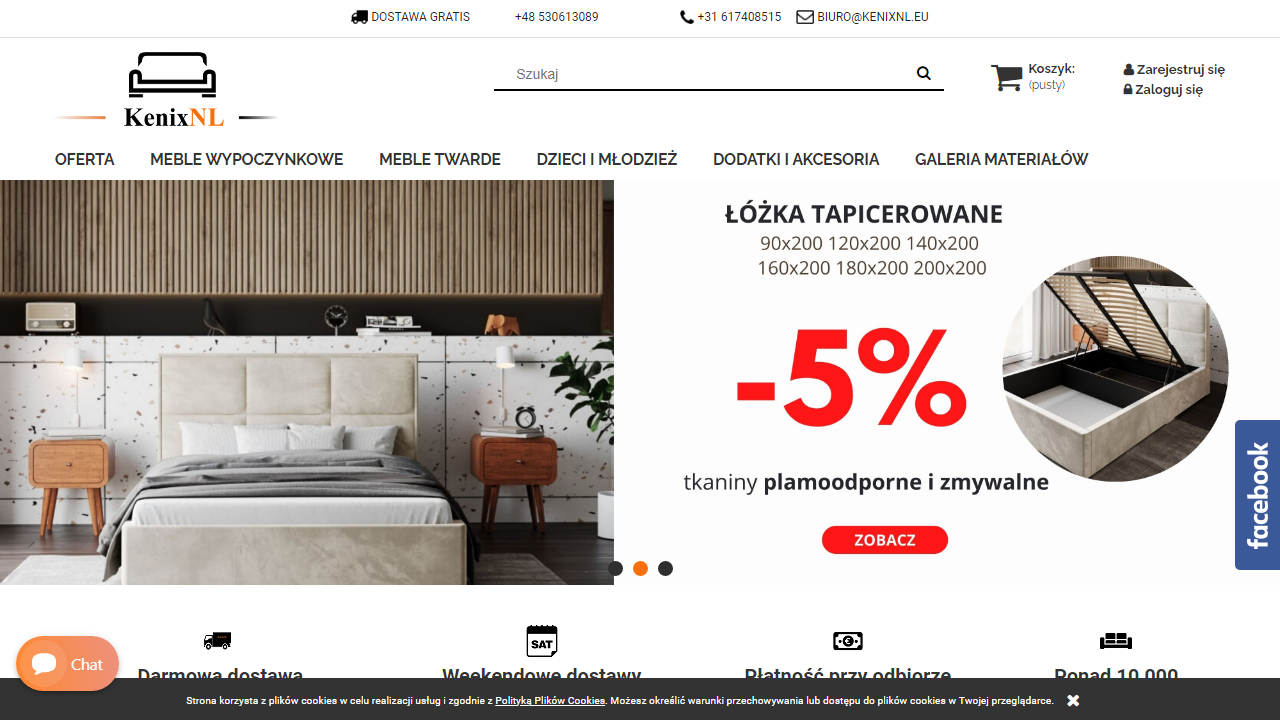 DOSTAWA GRATIS
+48 530613089
+31 617408515
BIURO@KENIXNL.EU
KenixNL
Szukaj
Koszyk:
(pusty)
Zarejestruj się
Zaloguj się
OFERTA
MEBLE WYPOCZYNKOWE
MEBLE TWARDE
DZIECI I MŁODZIEŻ
DODATKI I AKCESORIA
GALERIA MATERIAŁÓW
ŁÓŻKA TAPICEROWANE
90x200 120x200 140x200
160x200 180x200 200x200
-5%
tkaniny plamoodporne i zmywalne
ZOBACZ
facebook
SAT
Darmowa dostawa
Weekendowe dostawy
Płatność przy odbiorze
Ponad 10 000
Chat
Strona korzysta z plików cookies w celu realizacji usług i zgodnie z Polityką Plików Cookies. Możesz określić warunki przechowywania lub dostępu do plików cookies w Twojej przeglądarce.